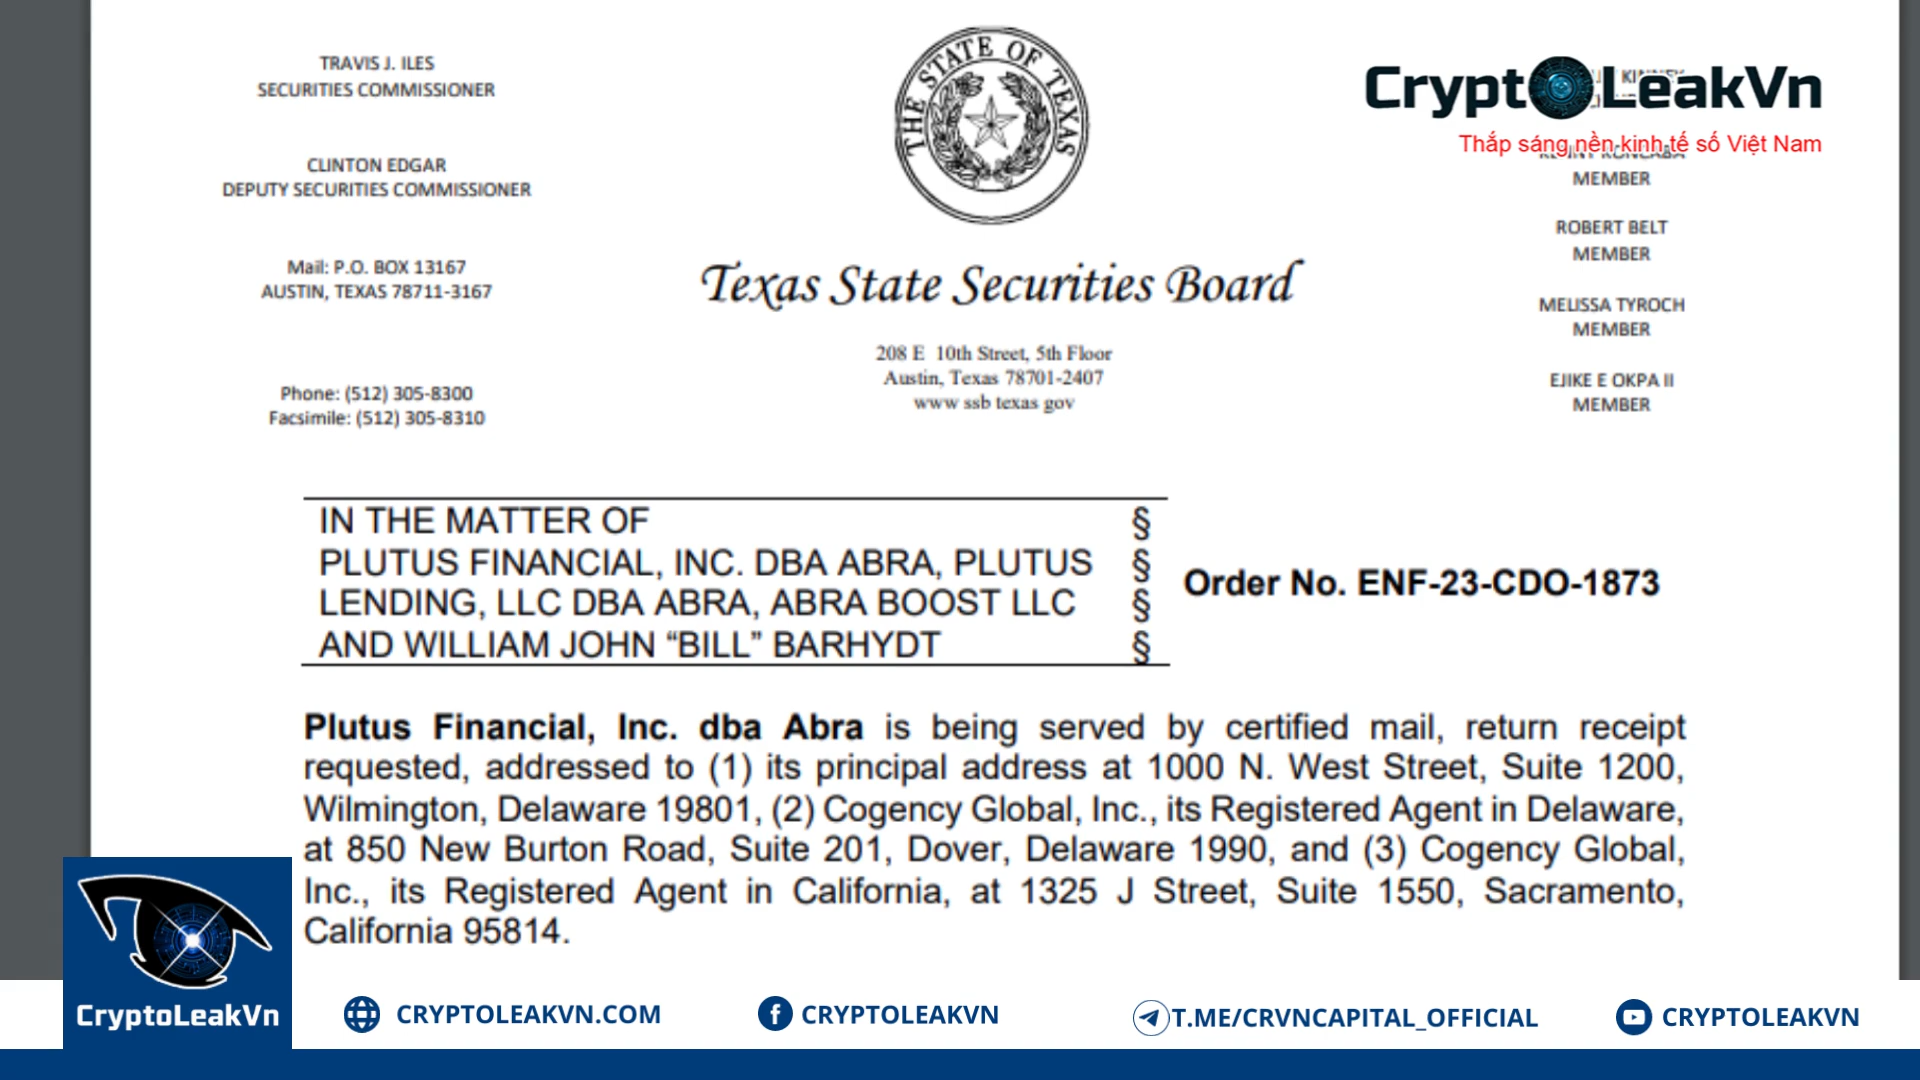 TRAVIS J. ILES
SECURITIES COMMISSIONER
CLINTON EDGAR
DEPUTY SECURITIES COMMISSIONER
Mail: P.O. BOX 13167
AUSTIN, TEXAS 78711-3167
Phone: (512) 305-8300
Facsimile: (512) 305-8310
THE STATE OF TEXAS
Texas State Securities Board
208 E 10th Street, 5th Floor
Austin, Texas 78701-2407
www ssb texas gov
CryptoLeakVn
Thắp sáng nền kinh tế số Việt Nam
MEMBER
ROBERT BELT
MEMBER
MELISSA TYROCH
MEMBER
EJIKE E OKPA II
MEMBER
IN THE MATTER OF §
PLUTUS FINANCIAL, INC. DBA ABRA, PLUTUS §
LENDING, LLC DBA ABRA, ABRA BOOST LLC §
AND WILLIAM JOHN “BILL” BARHYDT §
Order No. ENF-23-CDO-1873
Plutus Financial, Inc. dba Abra is being served by certified mail, return receipt
requested, addressed to (1) its principal address at 1000 N. West Street, Suite 1200,
Wilmington, Delaware 19801, (2) Cogency Global, Inc., its Registered Agent in Delaware,
at 850 New Burton Road, Suite 201, Dover, Delaware 1990, and (3) Cogency Global,
Inc., its Registered Agent in California, at 1325 J Street, Suite 1550, Sacramento,
California 95814.
CryptoLeakVn
CRYPTOLEAKVN.COM
CRYPTOLEAKVN
T.ME/CRVNCAPITAL_OFFICIAL
CRYPTOLEAKVN